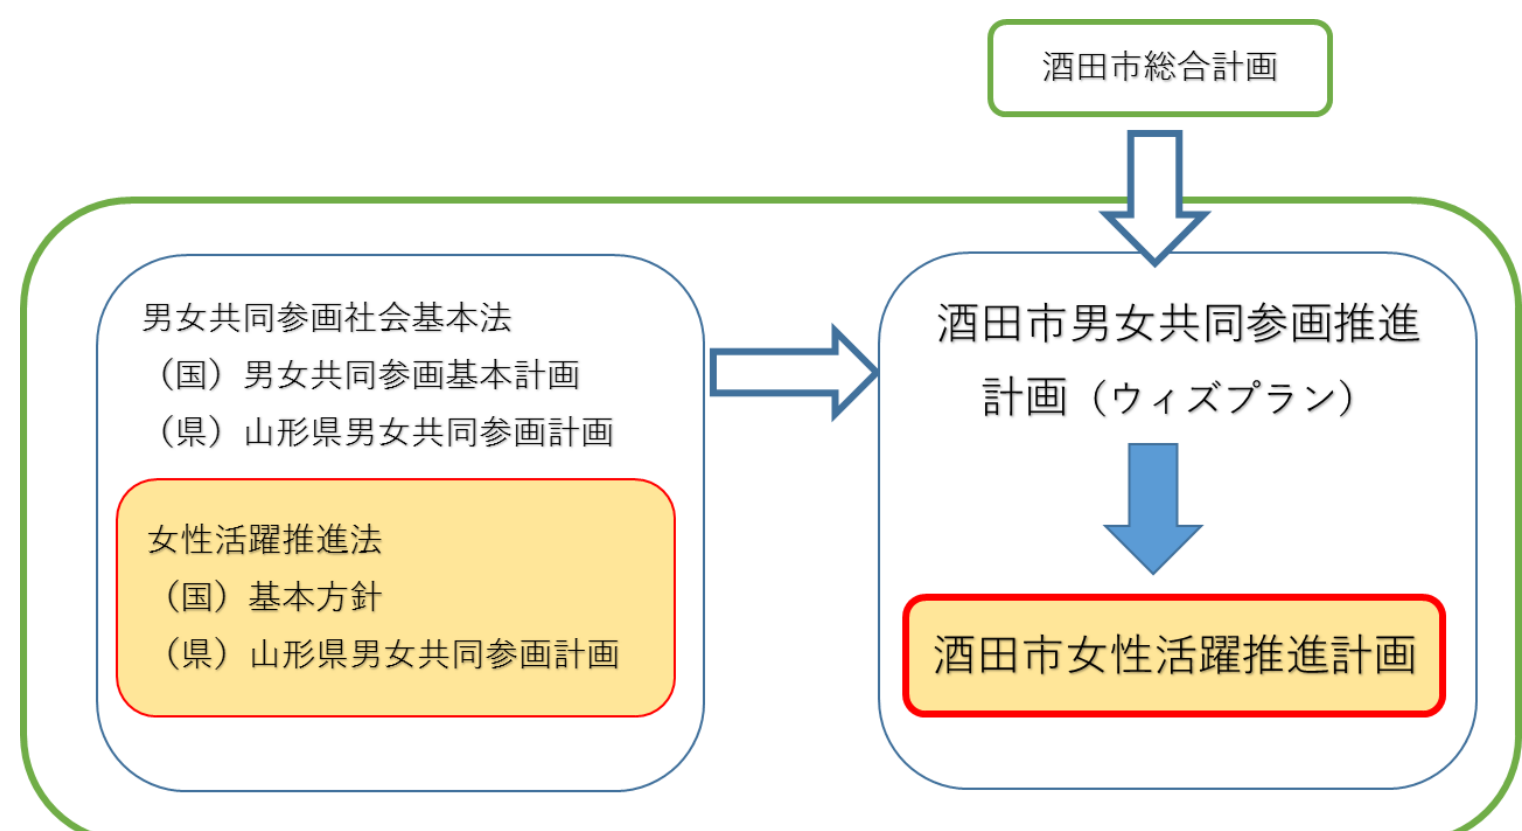 酒田市総合計画
男女共同参画社会基本法
（国）男女共同参画基本計画
（県）山形県男女共同参画計画
女性活躍推進法
（国）基本方針
（県）山形県男女共同参画計画
酒田市男女共同参画推進
計画（ウィズプラン）
酒田市女性活躍推進計画